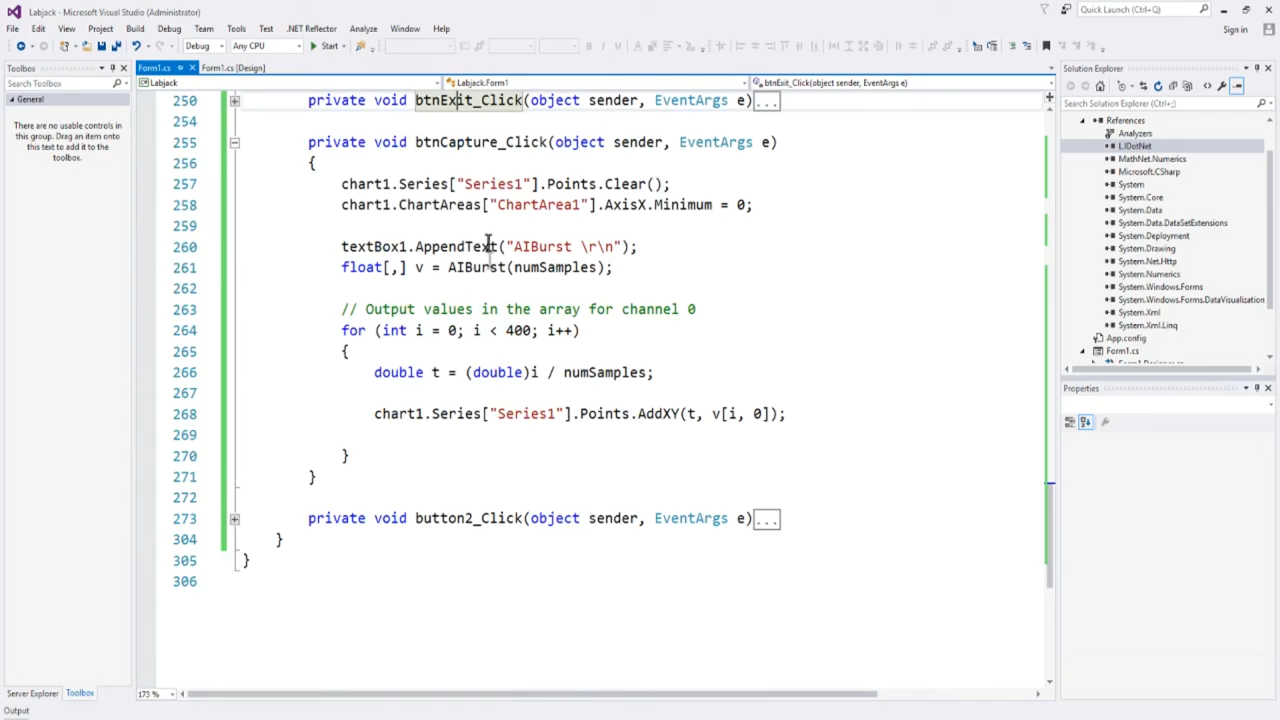 Labjack - Microsoft Visual Studio (Administrator)
Quick Launch (Ctrl+Q)
File Edit View Project Build Debug Team Tools Test .NET Reflector Analyze Window Help
Sign in
Debug Any CPU Start
Toolbox
Search Toolbox
General
There are no usable controls in
this group. Drag an item onto
this text to add it to the
toolbox.
Server Explorer Toolbox
Output
Form1.cs Form1.cs [Design]
Labjack Labjack.Form1 btnExit_Click(object sender, EventArgs e)
250 private void btnExit_Click(object sender, EventArgs e)...
254
255 private void btnCapture_Click(object sender, EventArgs e)
256 {
257 chart1.Series["Series1"].Points.Clear();
258 chart1.ChartAreas["ChartArea1"].AxisX.Minimum = 0;
259
260 textBox1.AppendText("AIBurst \r\n");
261 float[,] v = AIBurst(numSamples);
262
263 // Output values in the array for channel 0
264 for (int i = 0; i < 400; i++)
265 {
266 double t = (double)i / numSamples;
267
268 chart1.Series["Series1"].Points.AddXY(t, v[i, 0]);
269
270 }
271 }
272
273 private void button2_Click(object sender, EventArgs e)...
304 }
305 }
306
173 %
Solution Explorer
Search Solution Explorer (Ctrl+;)
References
Analyzers
LJDotNet
MathNet.Numerics
Microsoft.CSharp
System
System.Core
System.Data
System.Data.DataSetExtensions
System.Deployment
System.Drawing
System.Net.Http
System.Numerics
System.Windows.Forms
System.Windows.Forms.DataVisualization
System.Xml
System.Xml.Linq
App.config
Form1.cs
Properties